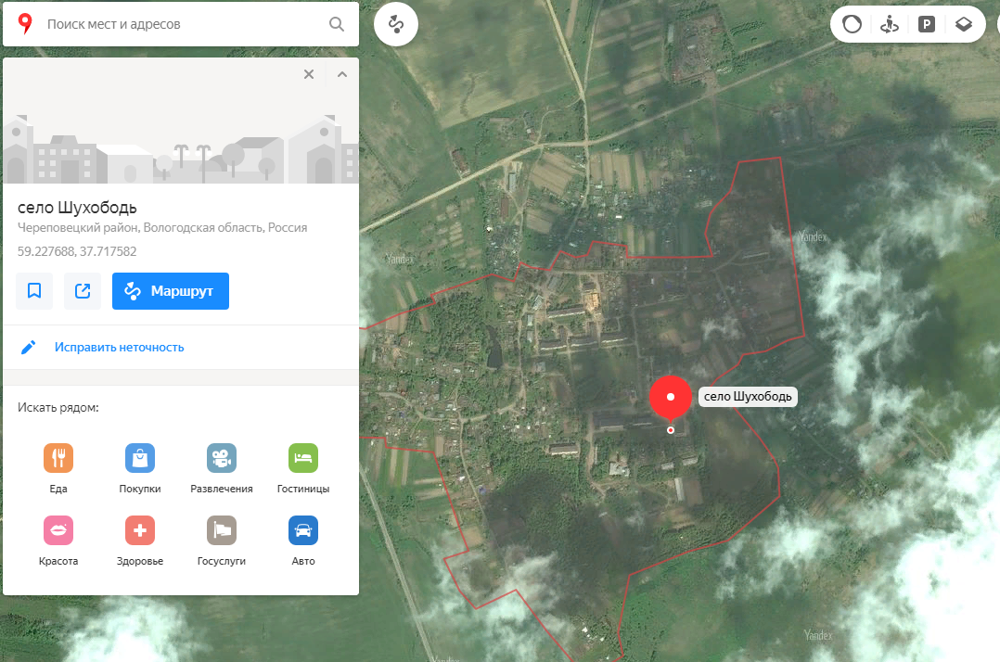 Поиск мест и адресов
P
село Шухободь
Череповецкий район, Вологодская область, Россия
59.227688, 37.717582
Маршрут
Исправить неточность
Искать рядом:
Еда
Покупки
Развлечения
Гостиницы
Красота
Здоровье
Госуслуги
Авто
Yandex
Yandex
село Шухободь
Yandex
Yandex